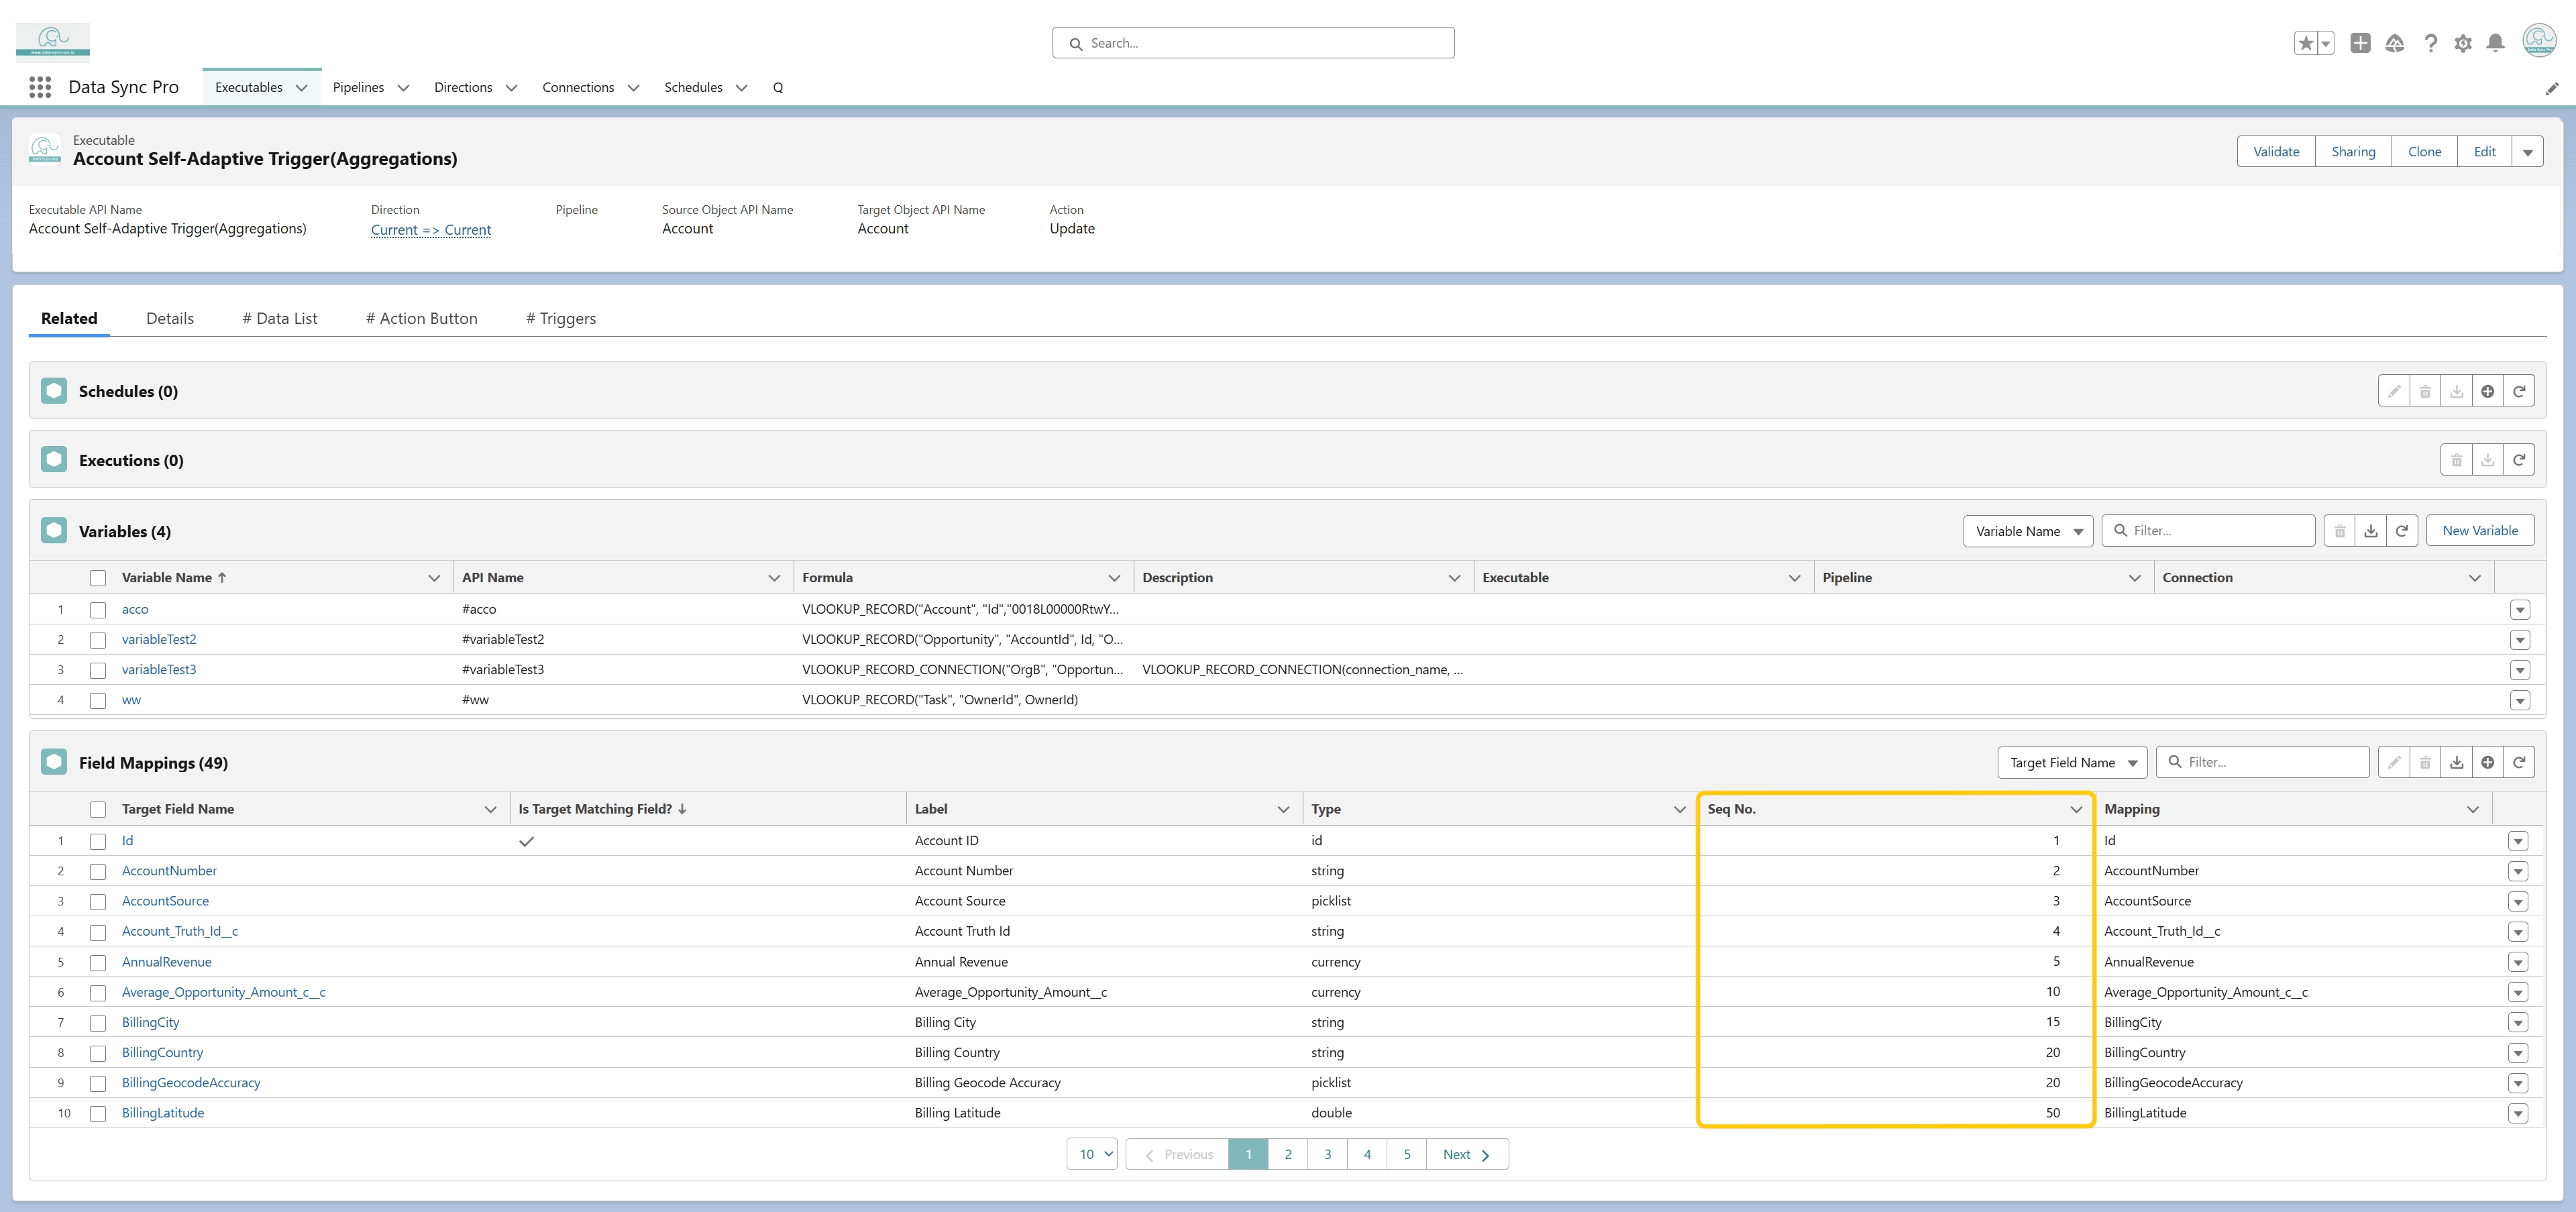 www.data-sync-pro.io
Search...
Data Sync Pro
Executables
Pipelines
Directions
Connections
Schedules
Q
Executable
Account Self-Adaptive Trigger(Aggregations)
Validate
Sharing
Clone
Edit
Executable API Name
Direction
Pipeline
Source Object API Name
Target Object API Name
Action
Account Self-Adaptive Trigger(Aggregations)
Current => Current
Account
Account
Update
Related
Details
# Data List
# Action Button
# Triggers
Schedules (0)
Executions (0)
Variables (4)
Variable Name
Filter...
New Variable
Variable Name API Name Formula Description Executable Pipeline Connection
1 acco #acco VLOOKUP_RECORD("Account", "Id","0018L00000RtwY...
2 variableTest2 #variableTest2 VLOOKUP_RECORD("Opportunity", "AccountId", Id, "O...
3 variableTest3 #variableTest3 VLOOKUP_RECORD_CONNECTION("OrgB", "Opportun... VLOOKUP_RECORD_CONNECTION(connection_name, ...
4 ww #ww VLOOKUP_RECORD("Task", "OwnerId", OwnerId)
Field Mappings (49)
Target Field Name
Filter...
Target Field Name Is Target Matching Field? Label Type Seq No. Mapping
1 Id Account ID id 1 Id
2 AccountNumber Account Number string 2 AccountNumber
3 AccountSource Account Source picklist 3 AccountSource
4 Account_Truth_Id__c Account Truth Id string 4 Account_Truth_Id__c
5 AnnualRevenue Annual Revenue currency 5 AnnualRevenue
6 Average_Opportunity_Amount_c__c Average_Opportunity_Amount__c currency 10 Average_Opportunity_Amount_c__c
7 BillingCity Billing City string 15 BillingCity
8 BillingCountry Billing Country string 20 BillingCountry
9 BillingGeocodeAccuracy Billing Geocode Accuracy picklist 20 BillingGeocodeAccuracy
10 BillingLatitude Billing Latitude double 50 BillingLatitude
10 Previous 1 2 3 4 5 Next